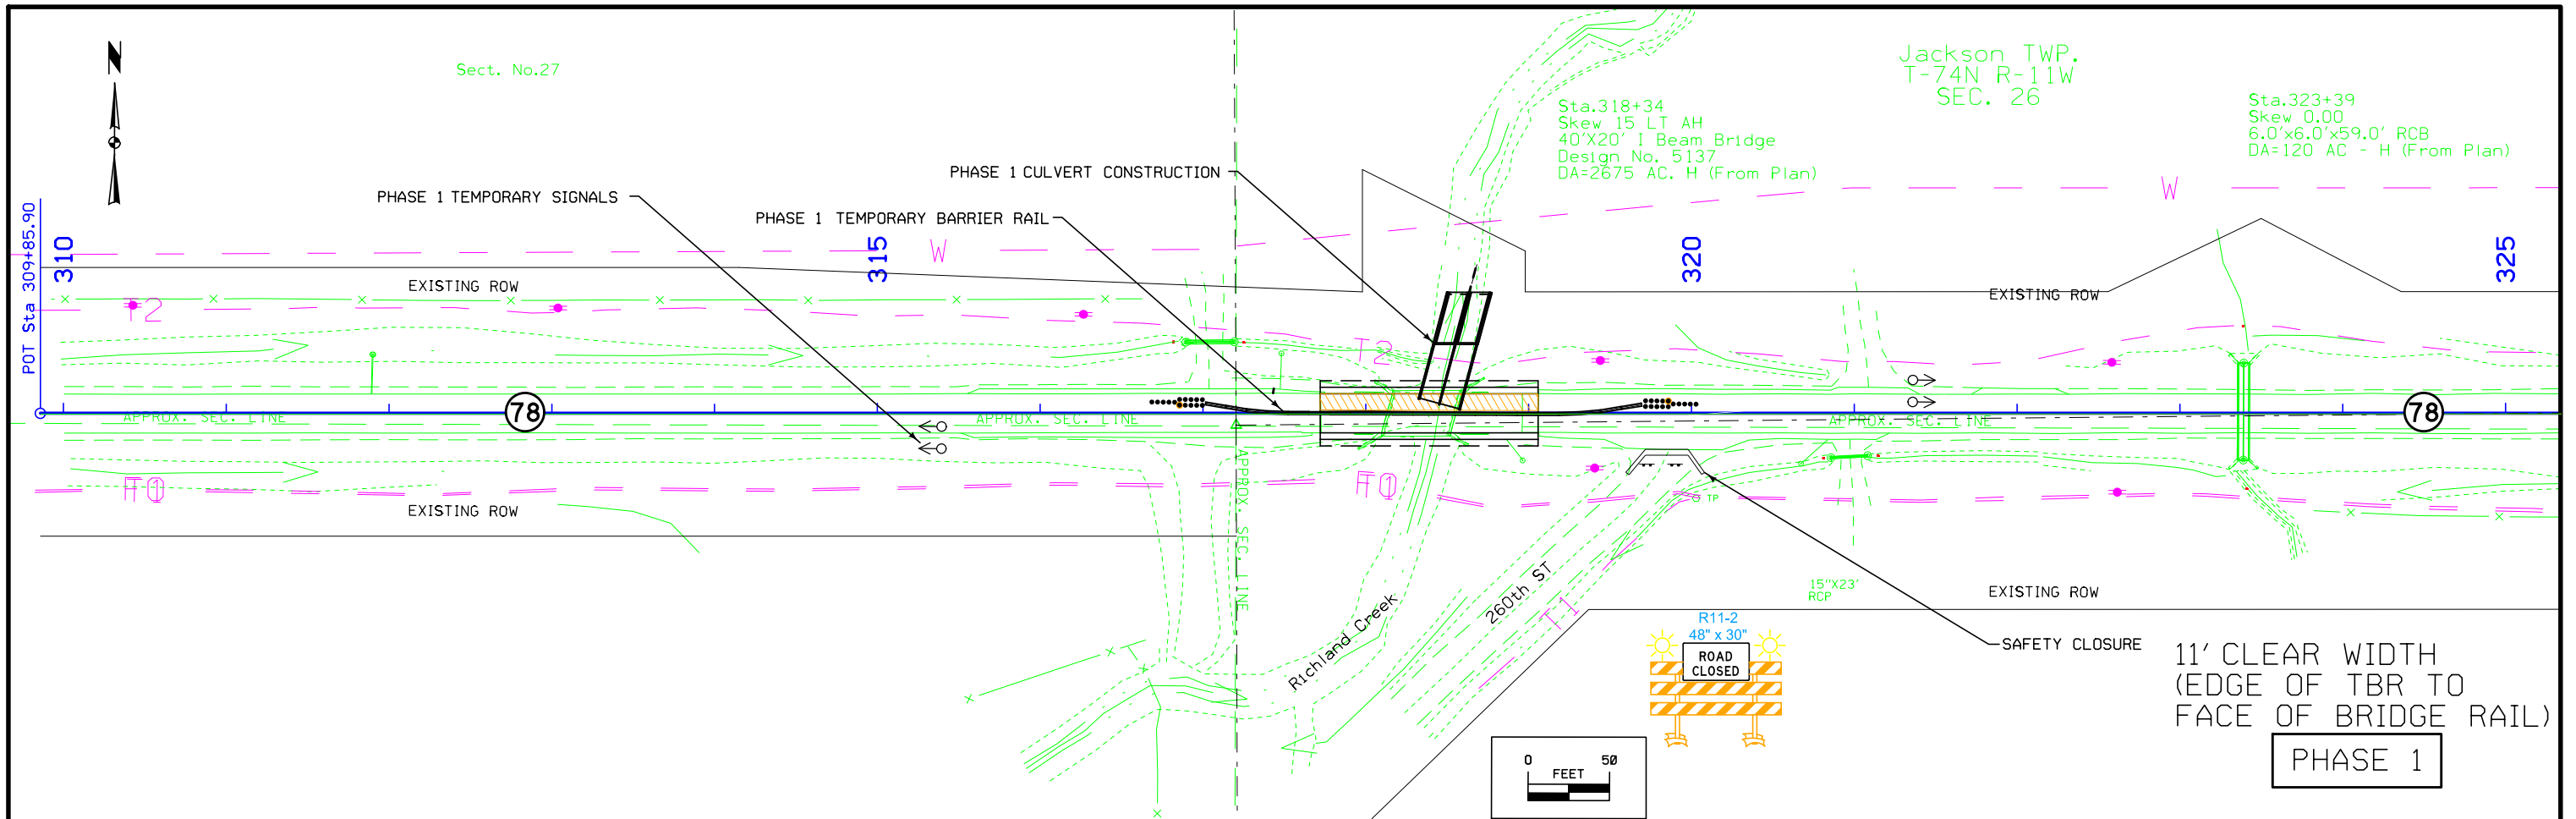 N
Sect. No.27
Jackson TWP.
T-74N R-11W
SEC. 26
Sta.318+34
Skew 15 LT AH
40'X20' I Beam Bridge
Design No. 5137
DA=2675 AC. H (From Plan)
Sta.323+39
Skew 0.00
6.0'x6.0'x59.0' RCB
DA=120 AC - H (From Plan)
PHASE 1 CULVERT CONSTRUCTION
PHASE 1 TEMPORARY SIGNALS
PHASE 1 TEMPORARY BARRIER RAIL
W
W
POT Sta 309+85.90
310
315
320
325
EXISTING ROW
EXISTING ROW
T2
T2
78
78
APPROX. SEC. LINE
APPROX. SEC. LINE
APPROX. SEC. LINE
APPROX. SEC. LINE
EXISTING ROW
TP
Richland Creek
260th ST
T1
15"X23'
RCP
EXISTING ROW
R11-2
48" x 30"
ROAD
CLOSED
SAFETY CLOSURE
11' CLEAR WIDTH
(EDGE OF TBR TO
FACE OF BRIDGE RAIL)
PHASE 1
0 50
FEET